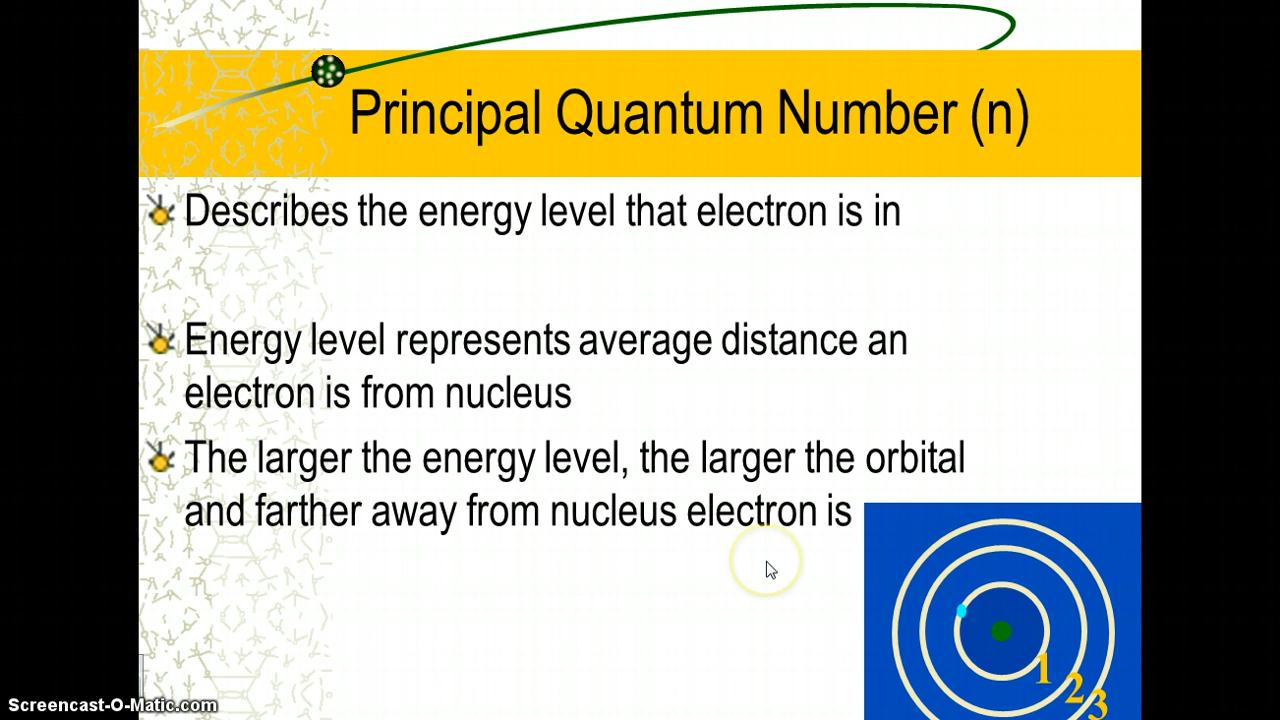 Principal Quantum Number (n)
Describes the energy level that electron is in
Energy level represents average distance an
electron is from nucleus
The larger the energy level, the larger the orbital
and farther away from nucleus electron is
1
2
3
Screencast-O-Matic.com